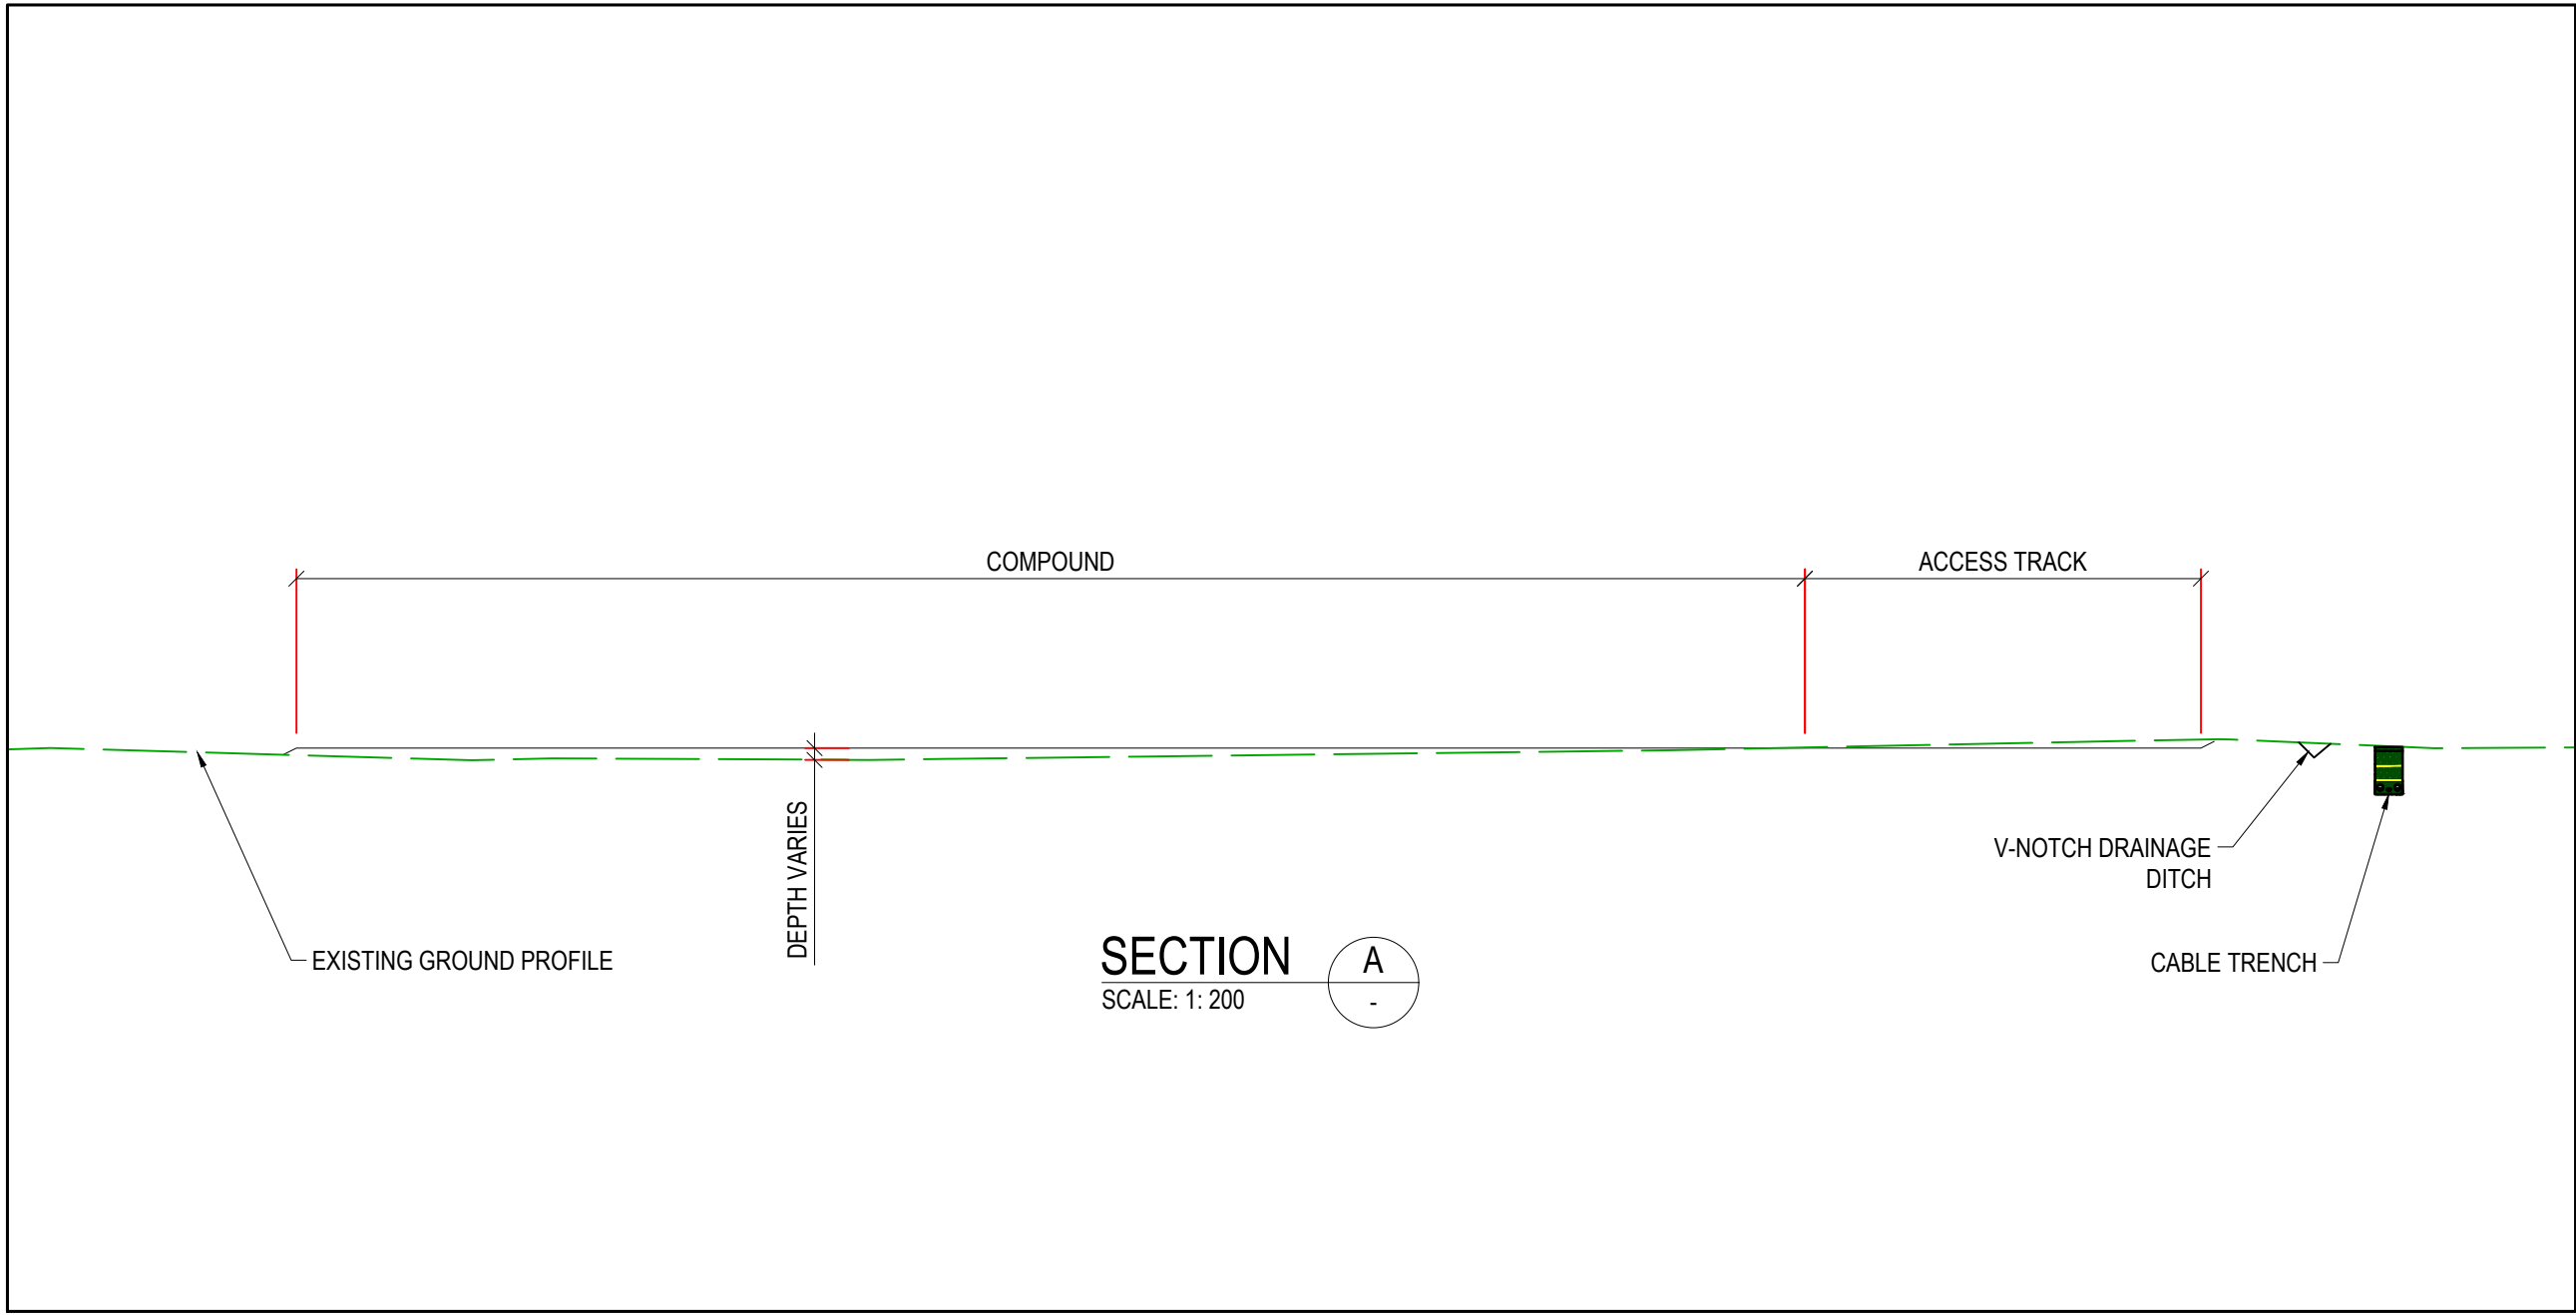 COMPOUND
ACCESS TRACK
DEPTH VARIES
V-NOTCH DRAINAGE
DITCH
EXISTING GROUND PROFILE
CABLE TRENCH
SECTION
A
SCALE: 1: 200
-